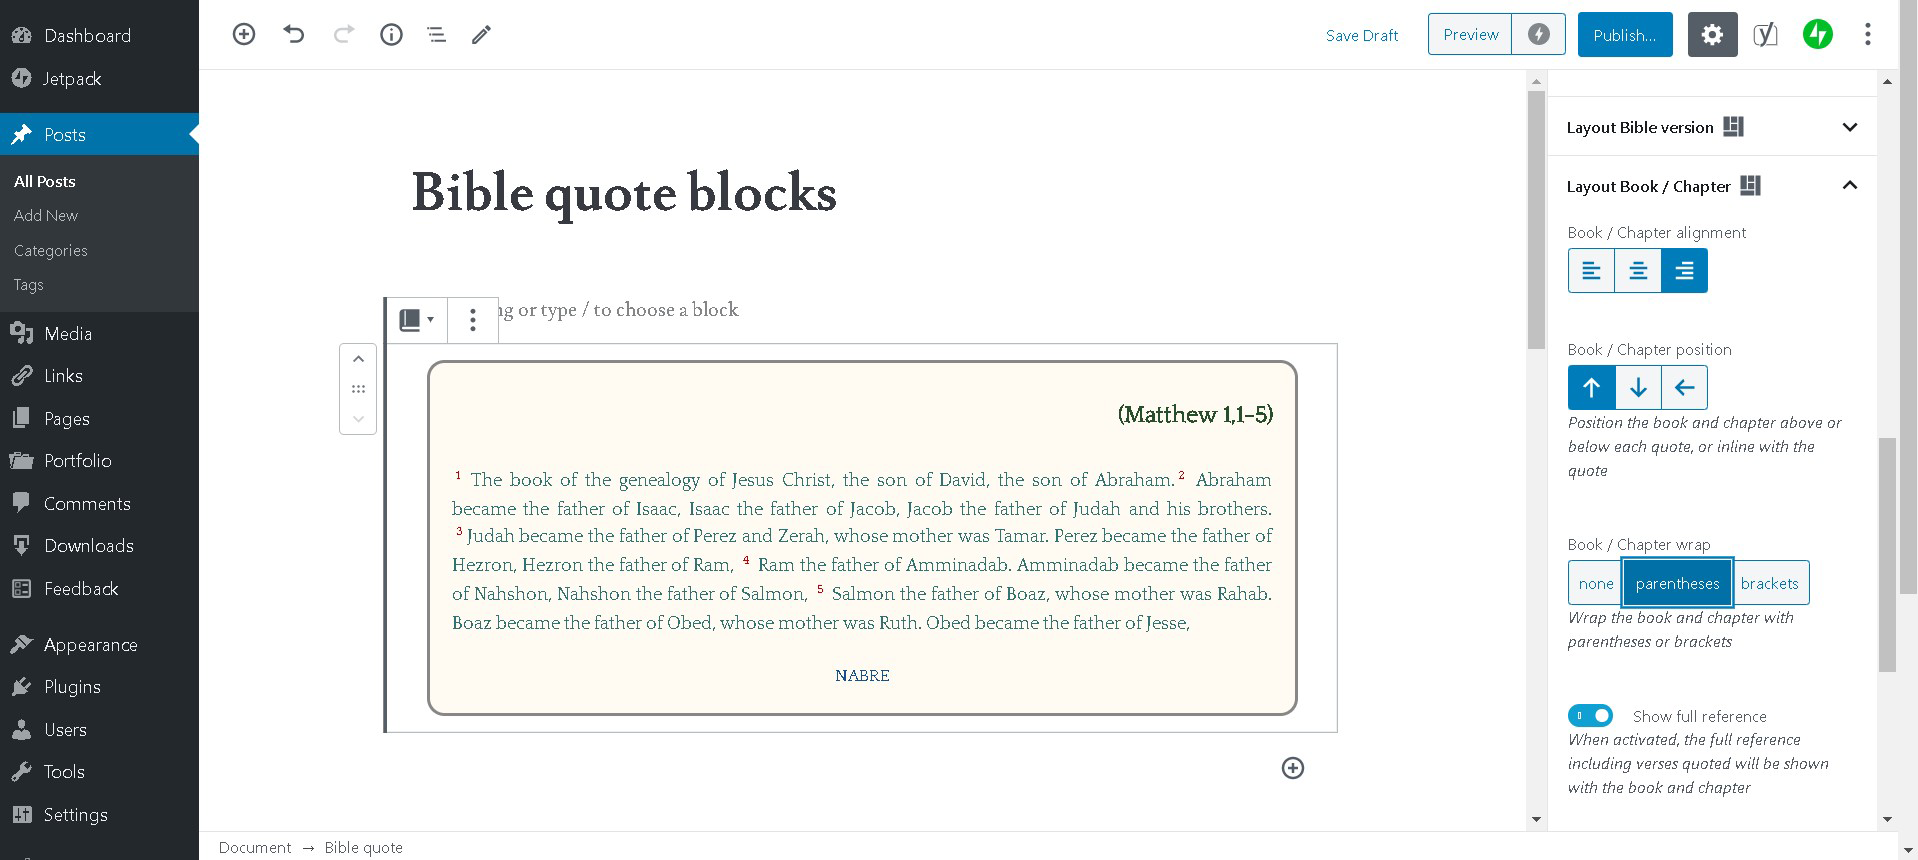 Dashboard
Jetpack
Posts
All Posts
Add New
Categories
Tags
Media
Links
Pages
Portfolio
Comments
Downloads
Feedback
Appearance
Plugins
Users
Tools
Settings
Save Draft
Preview
Publish...
Bible quote blocks
ng or type / to choose a block
(Matthew 1,1-5)
1 The book of the genealogy of Jesus Christ, the son of David, the son of Abraham. 2 Abraham
became the father of Isaac, Isaac the father of Jacob, Jacob the father of Judah and his brothers.
3 Judah became the father of Perez and Zerah, whose mother was Tamar. Perez became the father of
Hezron, Hezron the father of Ram, 4 Ram the father of Amminadab. Amminadab became the father
of Nahshon, Nahshon the father of Salmon, 5 Salmon the father of Boaz, whose mother was Rahab.
Boaz became the father of Obed, whose mother was Ruth. Obed became the father of Jesse,
NABRE
Layout Bible version
Layout Book / Chapter
Book / Chapter alignment
Book / Chapter position
Position the book and chapter above or
below each quote, or inline with the
quote
Book / Chapter wrap
none parentheses brackets
Wrap the book and chapter with
parentheses or brackets
Show full reference
When activated, the full reference
including verses quoted will be shown
with the book and chapter
Document → Bible quote